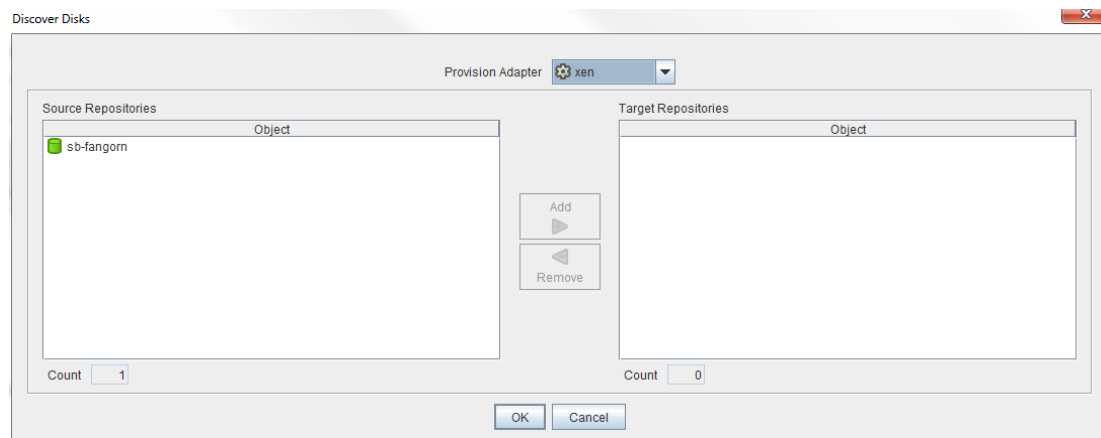 Discover Disks
x
Provision Adapter xen
Source Repositories
Object
sb-fangorn
Count 1
Add
Remove
Target Repositories
Object
Count 0
OK Cancel